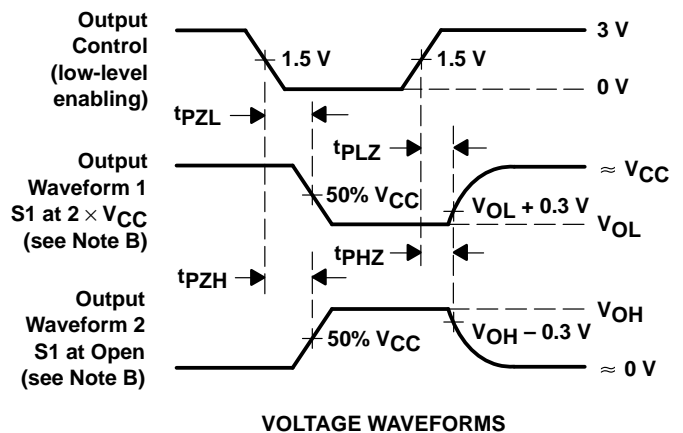 Output
Control
(low-level
enabling)
1.5 V
1.5 V
3 V
0 V
tPZL
tPLZ
Output
Waveform 1
S1 at 2 × VCC
(see Note B)
50% VCC
VOL + 0.3 V
≈ VCC
VOL
tPZH
tPHZ
Output
Waveform 2
S1 at Open
(see Note B)
50% VCC
VOH – 0.3 V
VOH
≈ 0 V
VOLTAGE WAVEFORMS